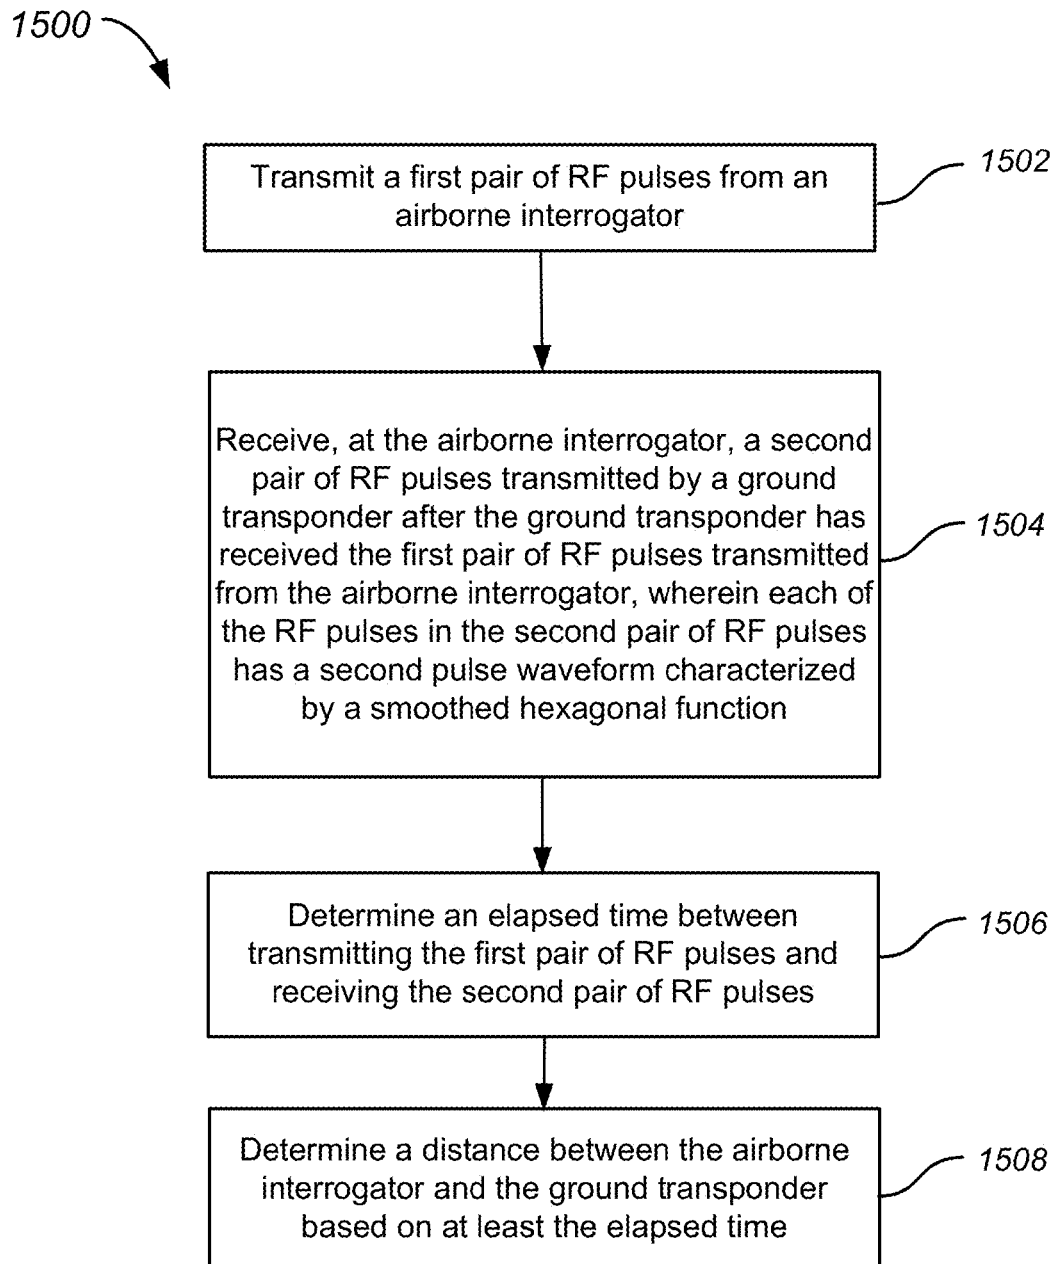 1500
Transmit a first pair of RF pulses from an
airborne interrogator
1502
Receive, at the airborne interrogator, a second
pair of RF pulses transmitted by a ground
transponder after the ground transponder has
received the first pair of RF pulses transmitted
from the airborne interrogator, wherein each of
the RF pulses in the second pair of RF pulses
has a second pulse waveform characterized
by a smoothed hexagonal function
1504
Determine an elapsed time between
transmitting the first pair of RF pulses and
receiving the second pair of RF pulses
1506
Determine a distance between the airborne
interrogator and the ground transponder
based on at least the elapsed time
1508